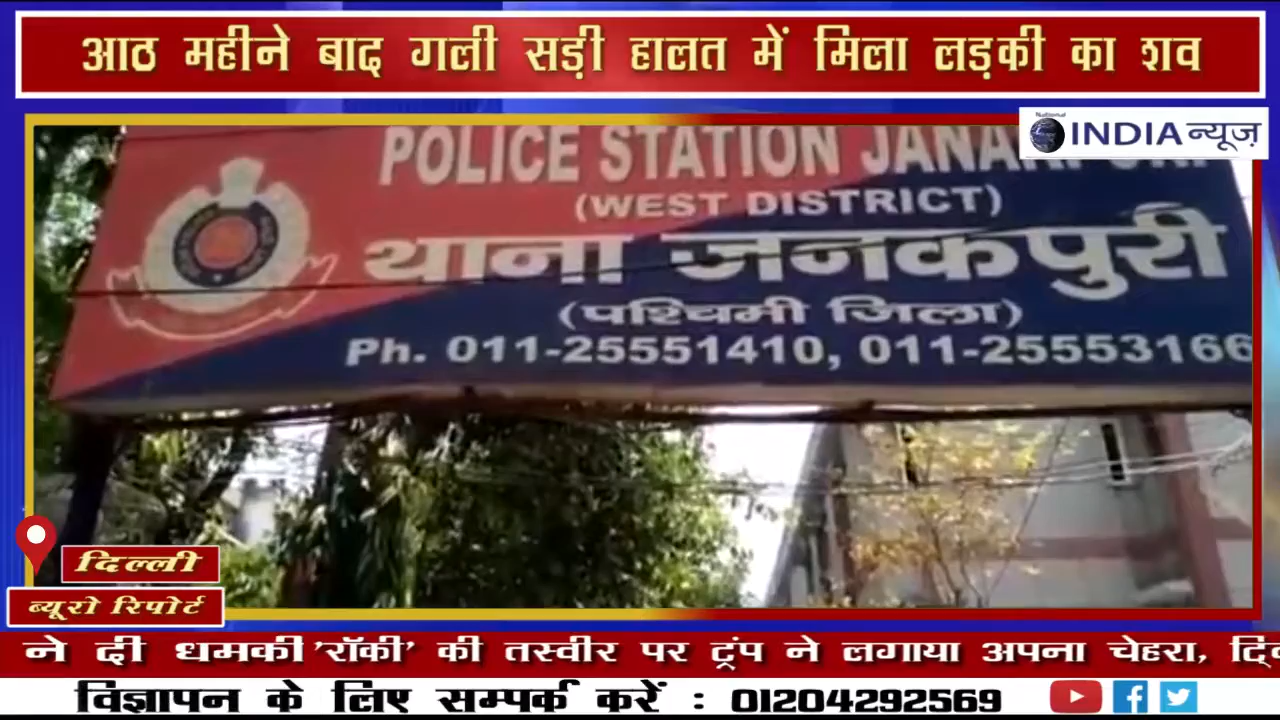 आठ महीने बाद गली सड़ी हालत में मिला लड़की का शव
National
INDIA न्यूज़
POLICE STATION
(WEST DISTRICT)
थाना जनकपुरी
(पश्चिमी जिला)
Ph. 011-25551410, 011-25553166
दिल्ली
ब्यूरो रिपोर्ट
ने दी धमकी 'रॉकी' की तस्वीर पर ट्रंप ने लगाया अपना चेहरा,
विज्ञापन के लिए सम्पर्क करें : 01204292569